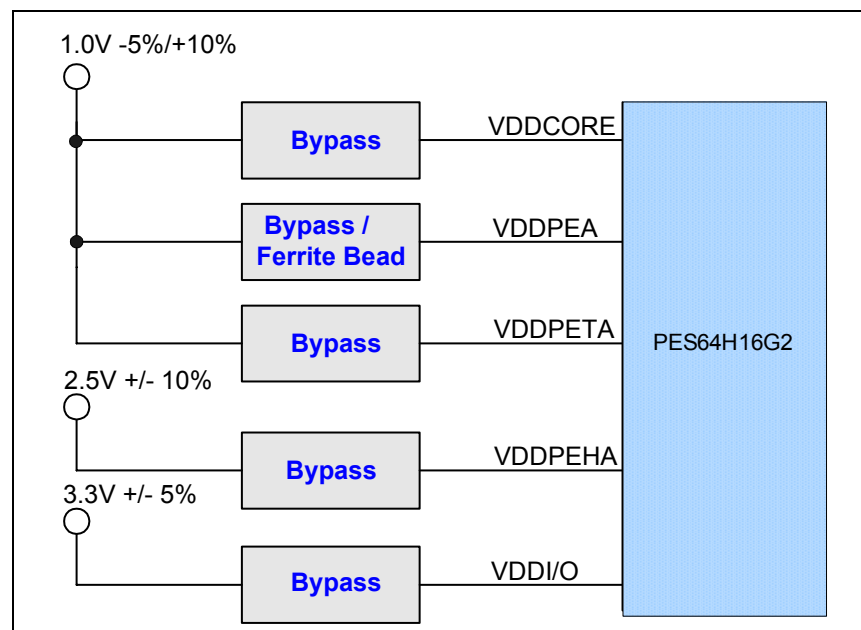 1.0V -5%/+10%
Bypass
VDDCORE
Bypass /
Ferrite Bead
VDDPEA
Bypass
VDDPETA
PES64H16G2
2.5V +/- 10%
Bypass
VDDPEHA
3.3V +/- 5%
Bypass
VDDI/O